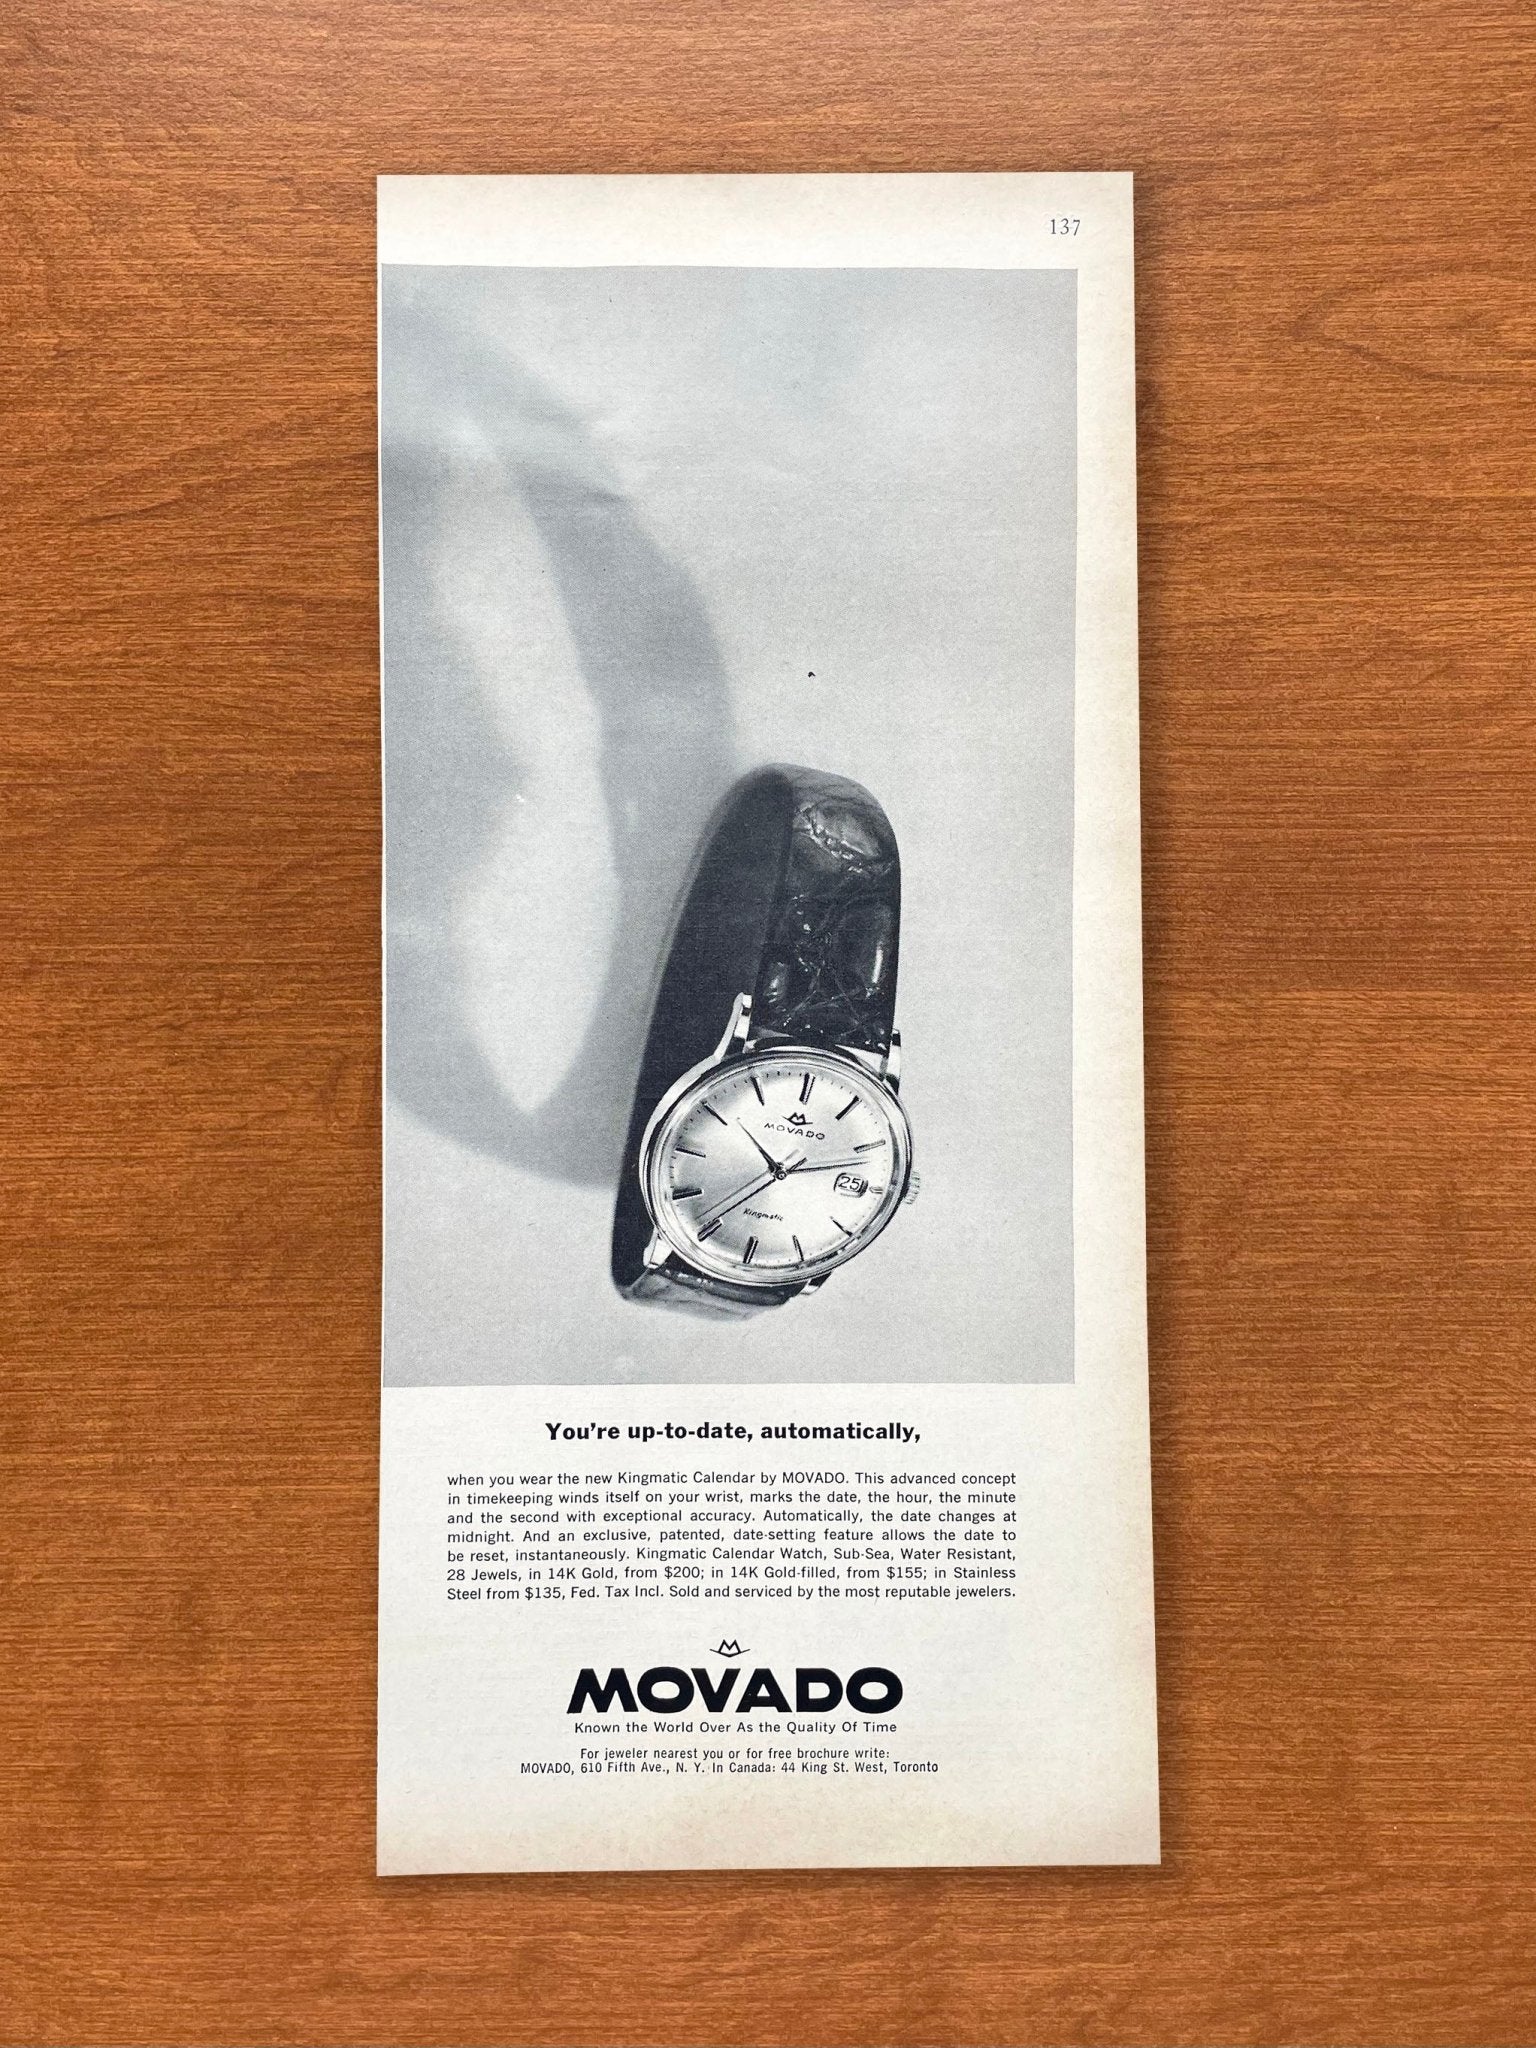 137
MOVADO
25
Kingmatic
You're up-to-date, automatically,
when you wear the new Kingmatic Calendar by MOVADO. This advanced concept
in timekeeping winds itself on your wrist, marks the date, the hour, the minute
and the second with exceptional accuracy. Automatically, the date changes at
midnight. And an exclusive, patented, date-setting feature allows the date to
be reset, instantaneously. Kingmatic Calendar Watch, Sub-Sea, Water Resistant,
28 Jewels, in 14K Gold, from $200; in 14K Gold-filled, from $155; in Stainless
Steel from $135, Fed. Tax Incl. Sold and serviced by the most reputable jewelers.
M
MOVADO
Known the World Over As the Quality Of Time
For jeweler nearest you or for free brochure write:
MOVADO, 610 Fifth Ave., N. Y. In Canada: 44 King St. West, Toronto